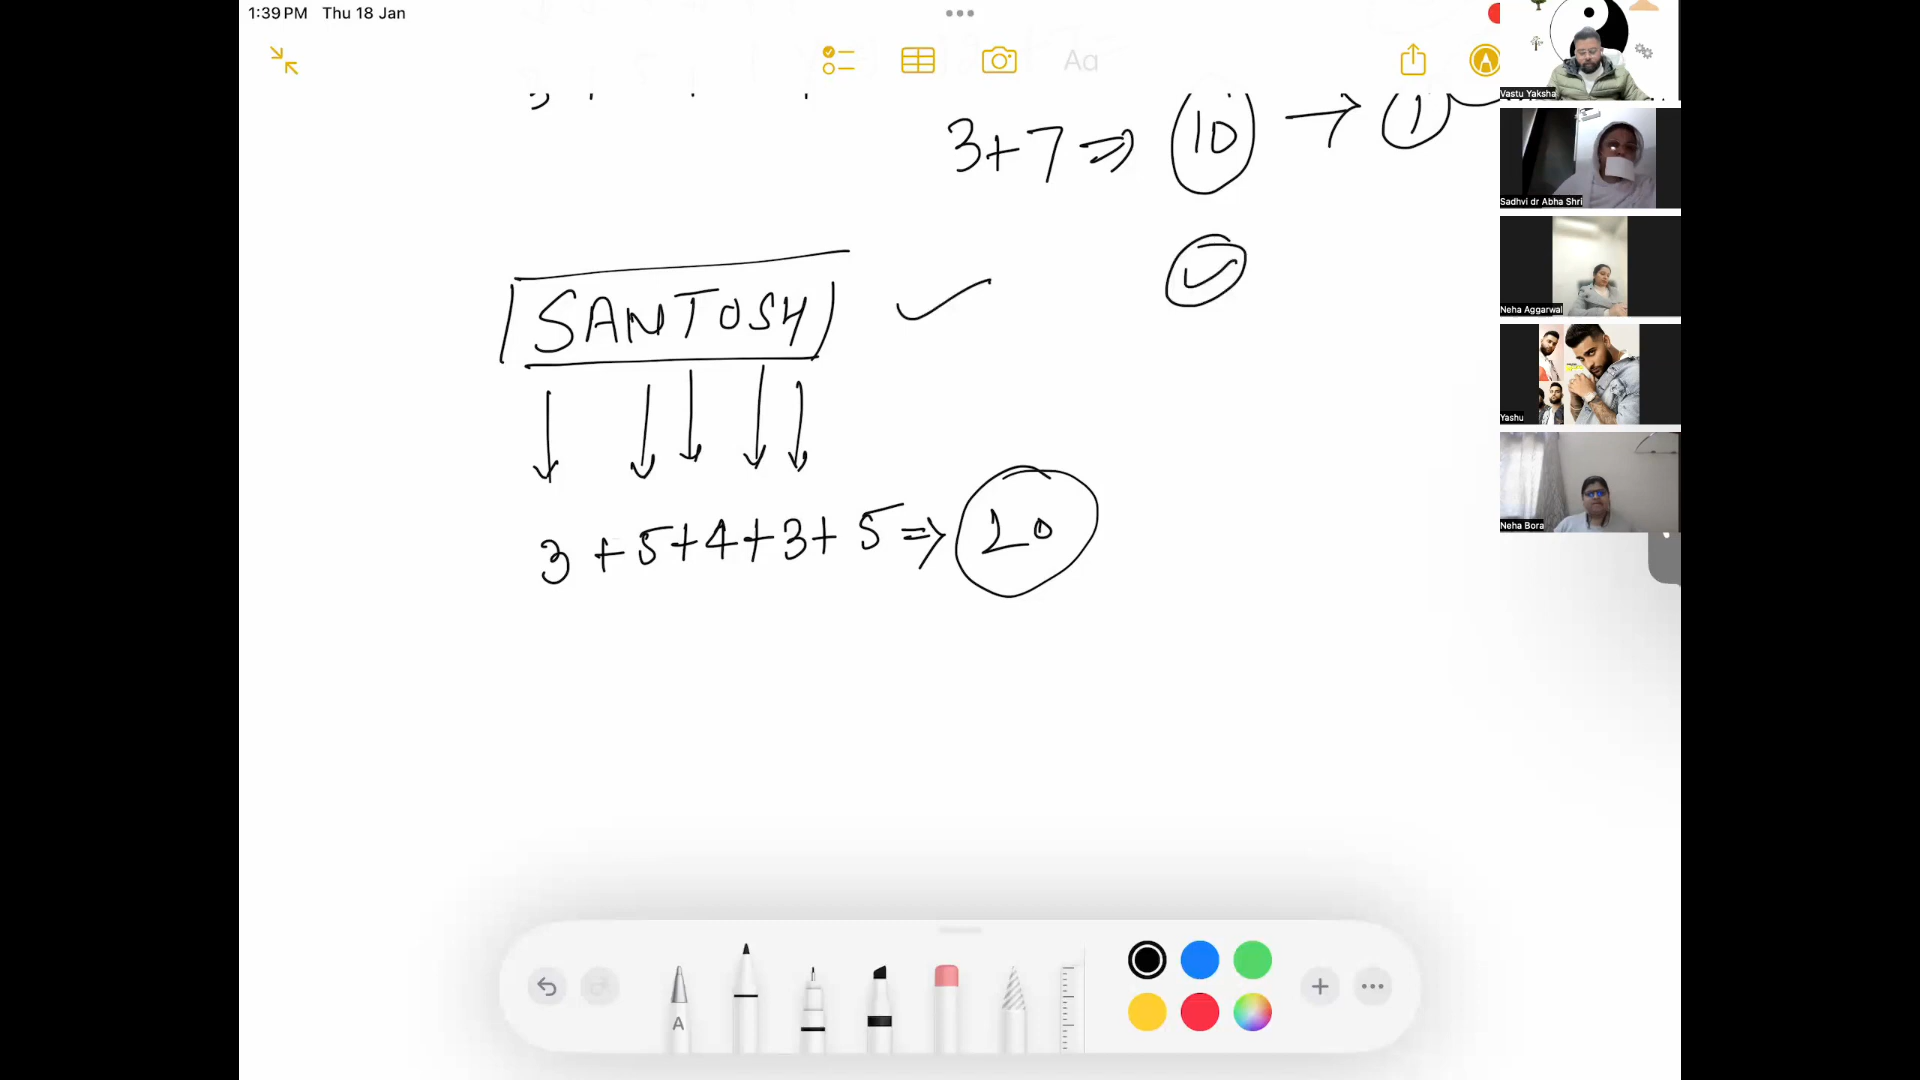 1:39 PM Thu 18 Jan
Aa
3+7 ⇒ 10 → 1
SANTOSH
3+5+4+3+5 ⇒ 20
A
Vastu Yaksha
Sadhvi dr Abha Shri
Neha Aggarwal
Yashu
Neha Bora